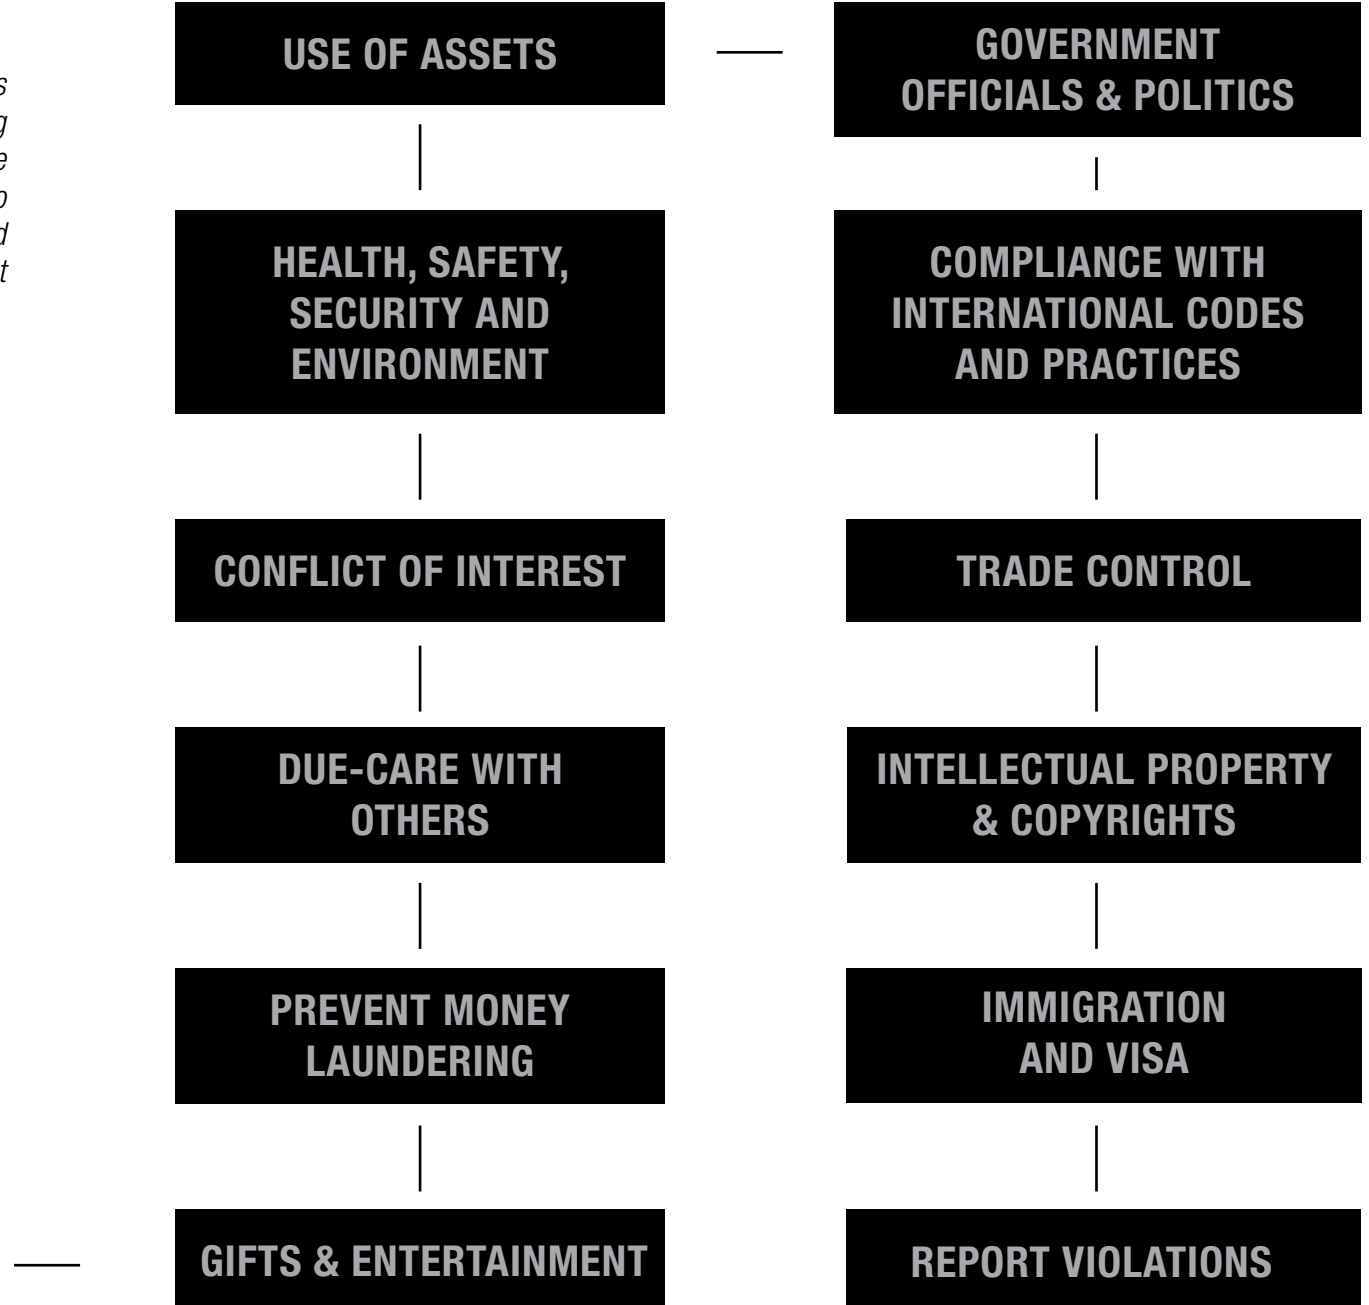 USE OF ASSETS
HEALTH, SAFETY,
SECURITY AND
ENVIRONMENT
CONFLICT OF INTEREST
DUE-CARE WITH
OTHERS
PREVENT MONEY
LAUNDERING
GIFTS & ENTERTAINMENT
GOVERNMENT
OFFICIALS & POLITICS
COMPLIANCE WITH
INTERNATIONAL CODES
AND PRACTICES
TRADE CONTROL
INTELLECTUAL PROPERTY
& COPYRIGHTS
IMMIGRATION
AND VISA
REPORT VIOLATIONS